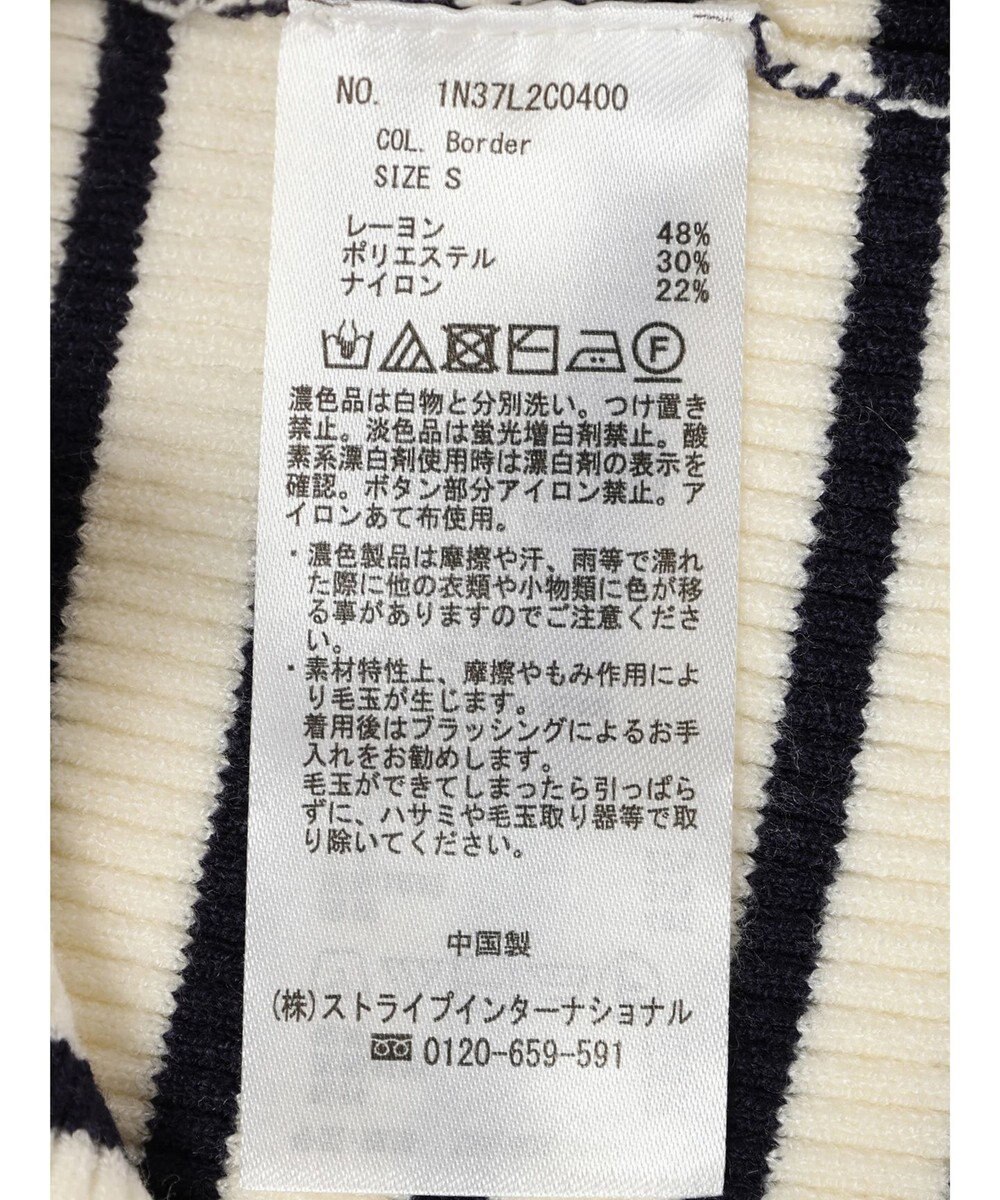 NO. 1N37L2C0400
COL. Border
SIZE S
レーヨン 48%
ポリエステル 30%
ナイロン 22%
F
濃色品は白物と分別洗い。つけ置き
禁止。淡色品は蛍光増白剤禁止。酸
素系漂白剤使用時は漂白剤の表示を
確認。ボタン部分アイロン禁止。ア
イロンあて布使用。
・濃色製品は摩擦や汗、雨等で濡れ
た際に他の衣類や小物類に色が移
る事がありますのでご注意くださ
い。
・素材特性上、摩擦やもみ作用によ
り毛玉が生じます。
着用後はブラッシングによるお手
入れをお勧めします。
毛玉ができてしまったら引っぱら
ずに、ハサミや毛玉取り器等で取
り除いてください。
中国製
(株)ストライプインターナショナル
0120-659-591